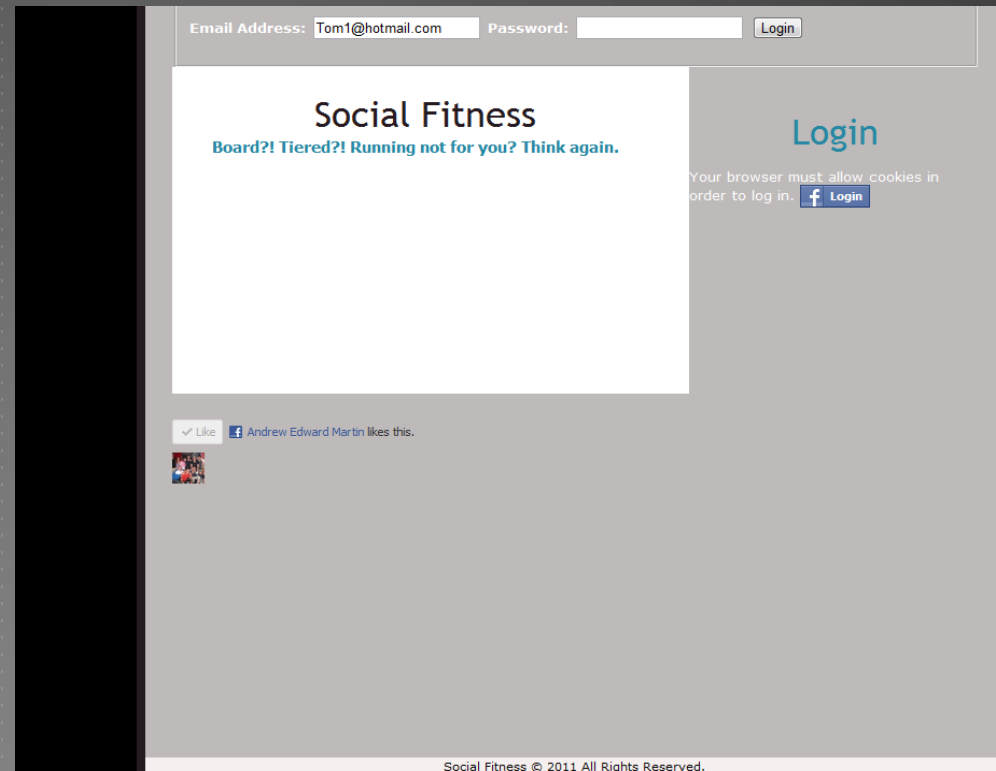 Email Address: Tom1@hotmail.com Password: Login
Social Fitness
Board?! Tiered?! Running not for you? Think again.
Login
Your browser must allow cookies in
order to log in. f Login
Like f Andrew Edward Martin likes this.
Social Fitness © 2011 All Rights Reserved.